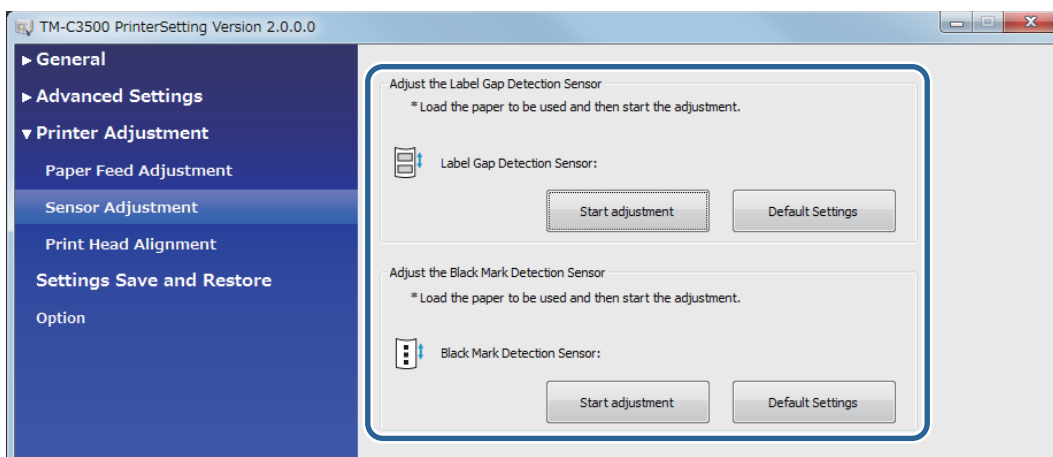 TM-C3500 PrinterSetting Version 2.0.0.0
General
Advanced Settings
Printer Adjustment
Paper Feed Adjustment
Sensor Adjustment
Print Head Alignment
Settings Save and Restore
Option
Adjust the Label Gap Detection Sensor
*Load the paper to be used and then start the adjustment.
Label Gap Detection Sensor:
Start adjustment Default Settings
Adjust the Black Mark Detection Sensor
*Load the paper to be used and then start the adjustment.
Black Mark Detection Sensor:
Start adjustment Default Settings